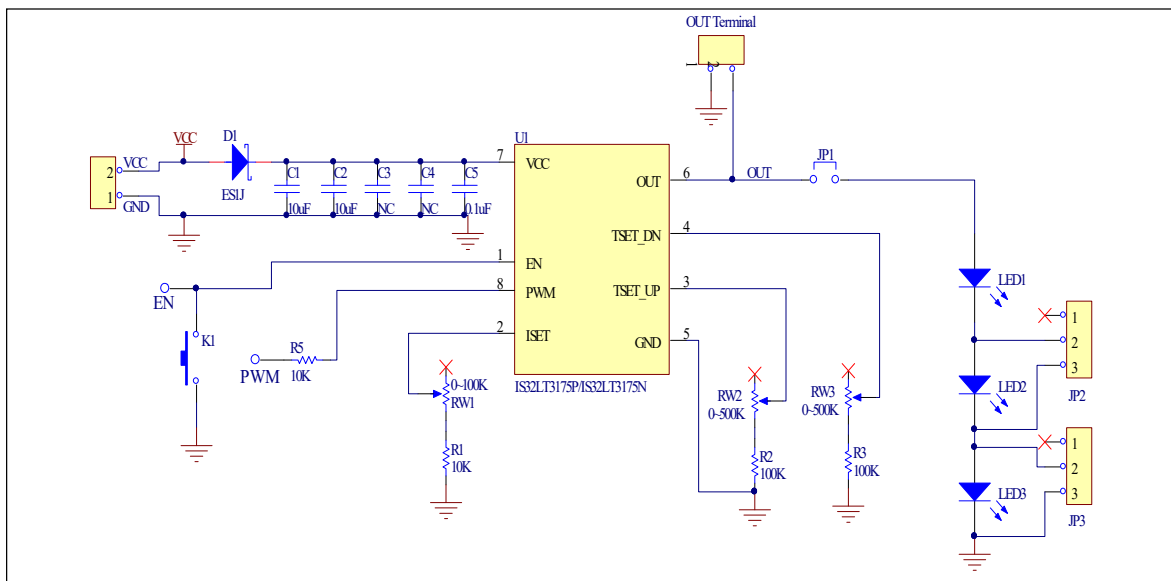 OUT Terminal
1
2
U1
VCC
D1
7
VCC
JP1
2
VCC
C1
C2
C3
C4
C5
OUT
6
OUT
1
GND
ES1J
10uF
10uF
NC
NC
0.1uF
TSET_DN
4
1
EN
EN
8
PWM
TSET_UP
3
LED1
K1
2
ISET
GND
5
1
2
3
R5
PWM
10K
IS32LT3175P/IS32LT3175N
0~100K
RW1
RW2
0~500K
RW3
0~500K
LED2
JP2
R1
10K
R2
100K
R3
100K
1
2
3
LED3
JP3